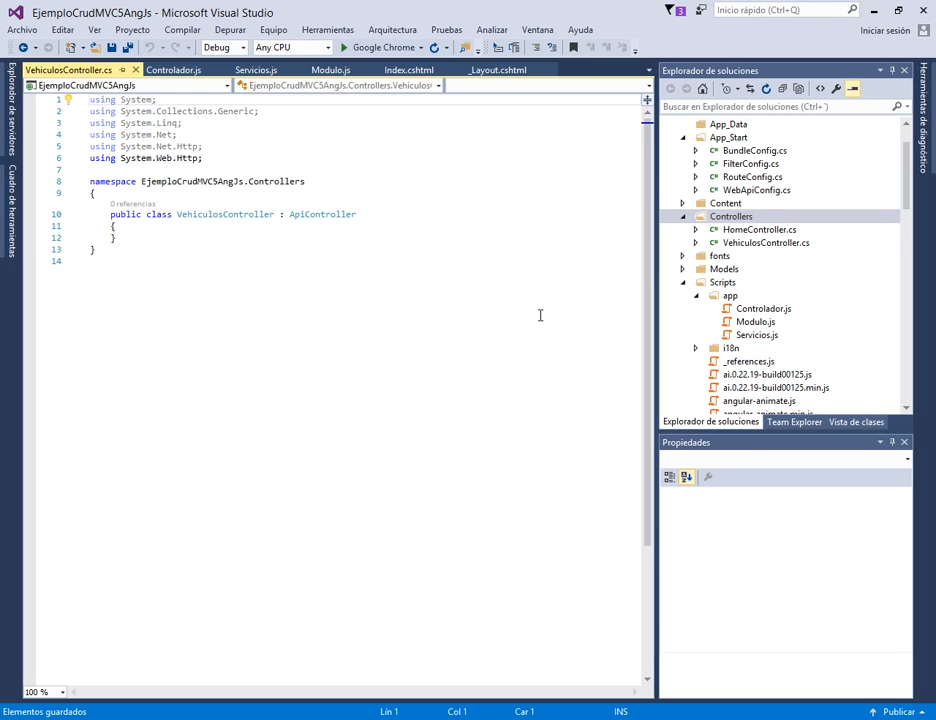 EjemploCrudMVC5AngJs - Microsoft Visual Studio
3
Inicio rápido (Ctrl+Q)
Archivo Editar Ver Proyecto Compilar Depurar Equipo Herramientas Arquitectura Pruebas Analizar Ventana Ayuda
Iniciar sesión
Debug Any CPU Google Chrome
VehiculosController.cs Controlador.js Servicios.js Modulo.js Index.cshtml _Layout.cshtml
EjemploCrudMVC5AngJs EjemploCrudMVC5AngJs.Controllers.Vehiculos
Explorador de servidores
Cuadro de herramientas
1 using System;
2 using System.Collections.Generic;
3 using System.Linq;
4 using System.Net;
5 using System.Net.Http;
6 using System.Web.Http;
7
8 namespace EjemploCrudMVC5AngJs.Controllers
9 {
0 referencias
10 public class VehiculosController : ApiController
11 {
12 }
13 }
14
100 %
Explorador de soluciones
Buscar en Explorador de soluciones (Ctrl+´)
App_Data
App_Start
C# BundleConfig.cs
C# FilterConfig.cs
C# RouteConfig.cs
C# WebApiConfig.cs
Content
Controllers
C# HomeController.cs
C# VehiculosController.cs
fonts
Models
Scripts
app
Controlador.js
Modulo.js
Servicios.js
i18n
_references.js
ai.0.22.19-build00125.js
ai.0.22.19-build00125.min.js
angular-animate.js
angular-animate.min.js
Explorador de soluciones Team Explorer Vista de clases
Propiedades
Herramientas de diagnóstico
Elementos guardados Lín 1 Col 1 Car 1 INS Publicar